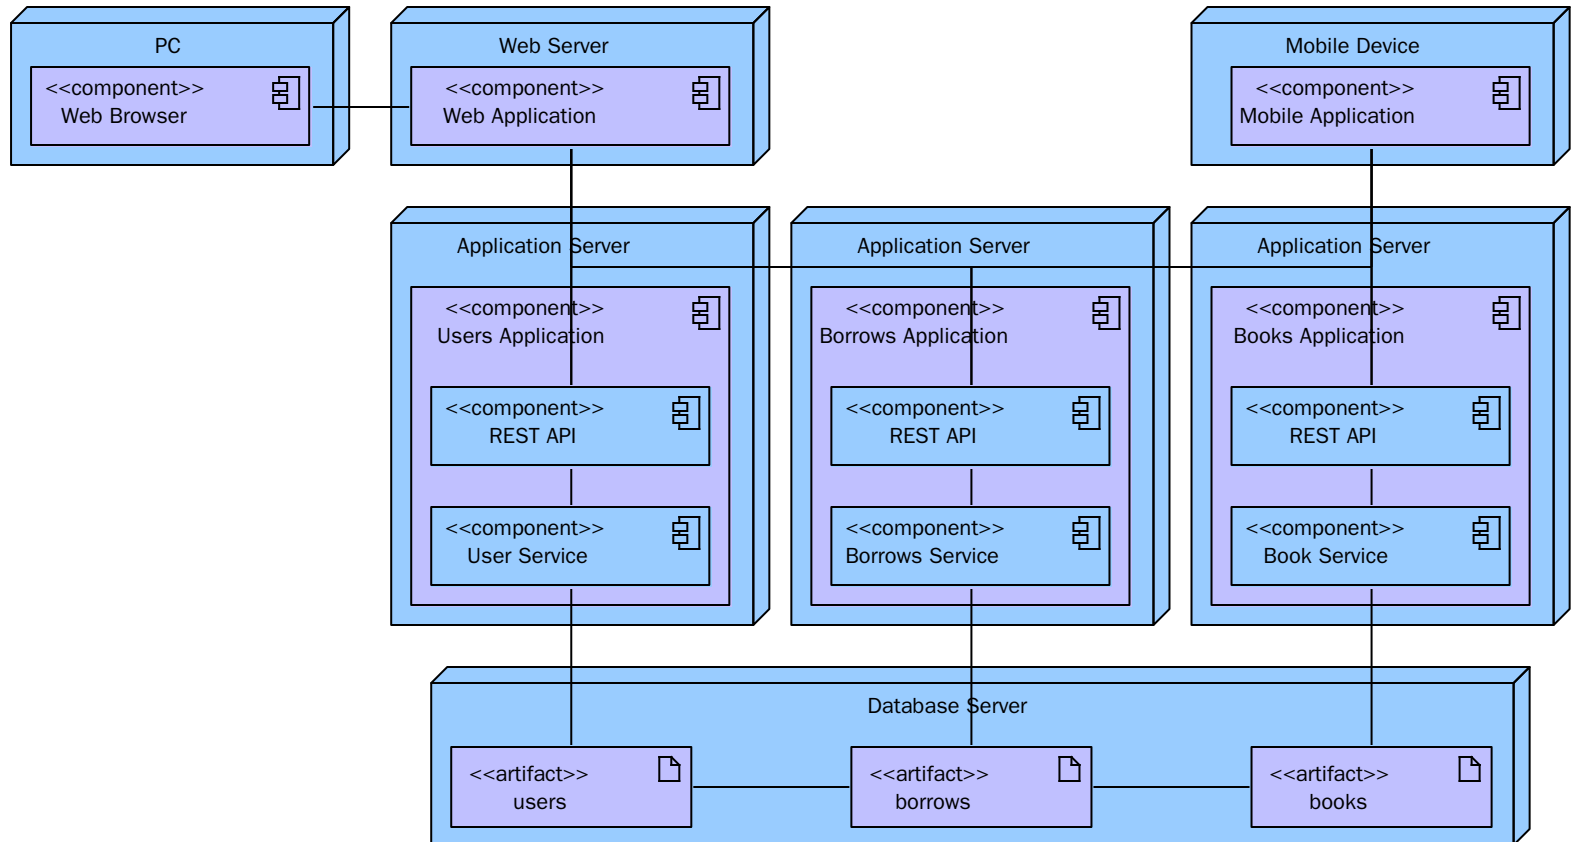 PC
<<component>>
Web Browser
Web Server
<<component>>
Web Application
Mobile Device
<<component>>
Mobile Application
Application Server
<<component>>
Users Application
<<component>>
REST API
<<component>>
User Service
Application Server
<<component>>
Borrows Application
<<component>>
REST API
<<component>>
Borrows Service
Application Server
<<component>>
Books Application
<<component>>
REST API
<<component>>
Book Service
Database Server
<<artifact>>
users
<<artifact>>
borrows
<<artifact>>
books